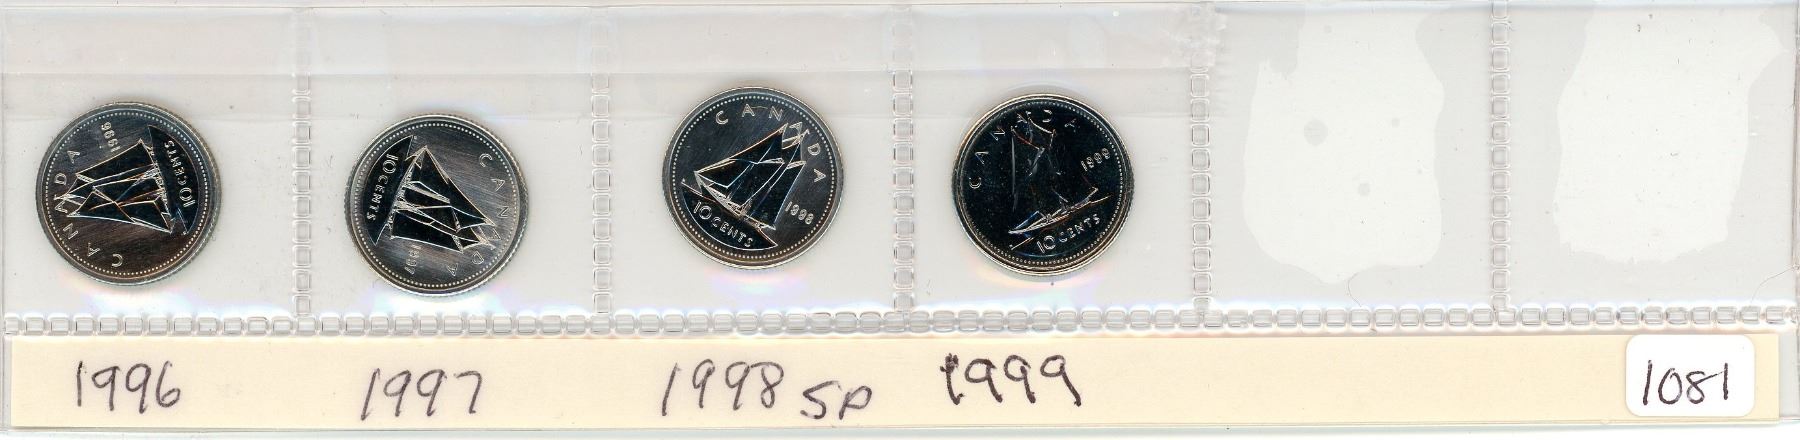 CANADA 1996 10 CENTS
CANADA 1997 10 CENTS
CANADA 1998 10 CENTS
CANADA 1999 10 CENTS
1996 1997 1998 SP 1999 1081